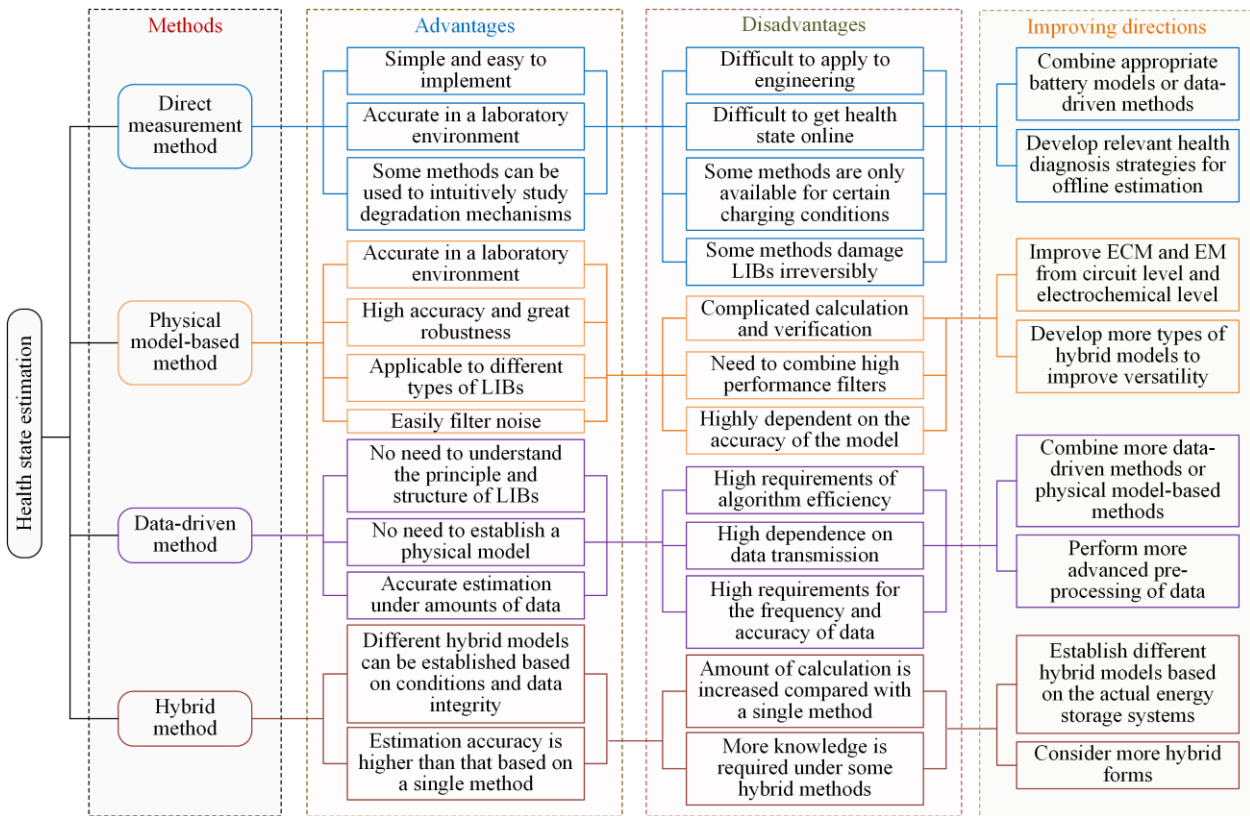 Methods
Advantages
Disadvantages
Improving directions
Health state estimation
Direct
measurement
method
Simple and easy to
implement
Accurate in a laboratory
environment
Some methods can be
used to intuitively study
degradation mechanisms
Difficult to apply to
engineering
Difficult to get health
state online
Some methods are only
available for certain
charging conditions
Some methods damage
LIBs irreversibly
Combine appropriate
battery models or data-
driven methods
Develop relevant health
diagnosis strategies for
offline estimation
Physical
model-based
method
Accurate in a laboratory
environment
High accuracy and great
robustness
Applicable to different
types of LIBs
Easily filter noise
Complicated calculation
and verification
Need to combine high
performance filters
Highly dependent on the
accuracy of the model
Improve ECM and EM
from circuit level and
electrochemical level
Develop more types of
hybrid models to
improve versatility
Data-driven
method
No need to understand
the principle and
structure of LIBs
No need to establish a
physical model
Accurate estimation
under amounts of data
High requirements of
algorithm efficiency
High dependence on
data transmission
High requirements for
the frequency and
accuracy of data
Combine more data-
driven methods or
physical model-based
methods
Perform more
advanced pre-
processing of data
Hybrid
method
Different hybrid models
can be established based
on conditions and data
integrity
Estimation accuracy is
higher than that based on
a single method
Amount of calculation is
increased compared with
a single method
More knowledge is
required under some
hybrid methods
Establish different
hybrid models based
on the actual energy
storage systems
Consider more hybrid
forms